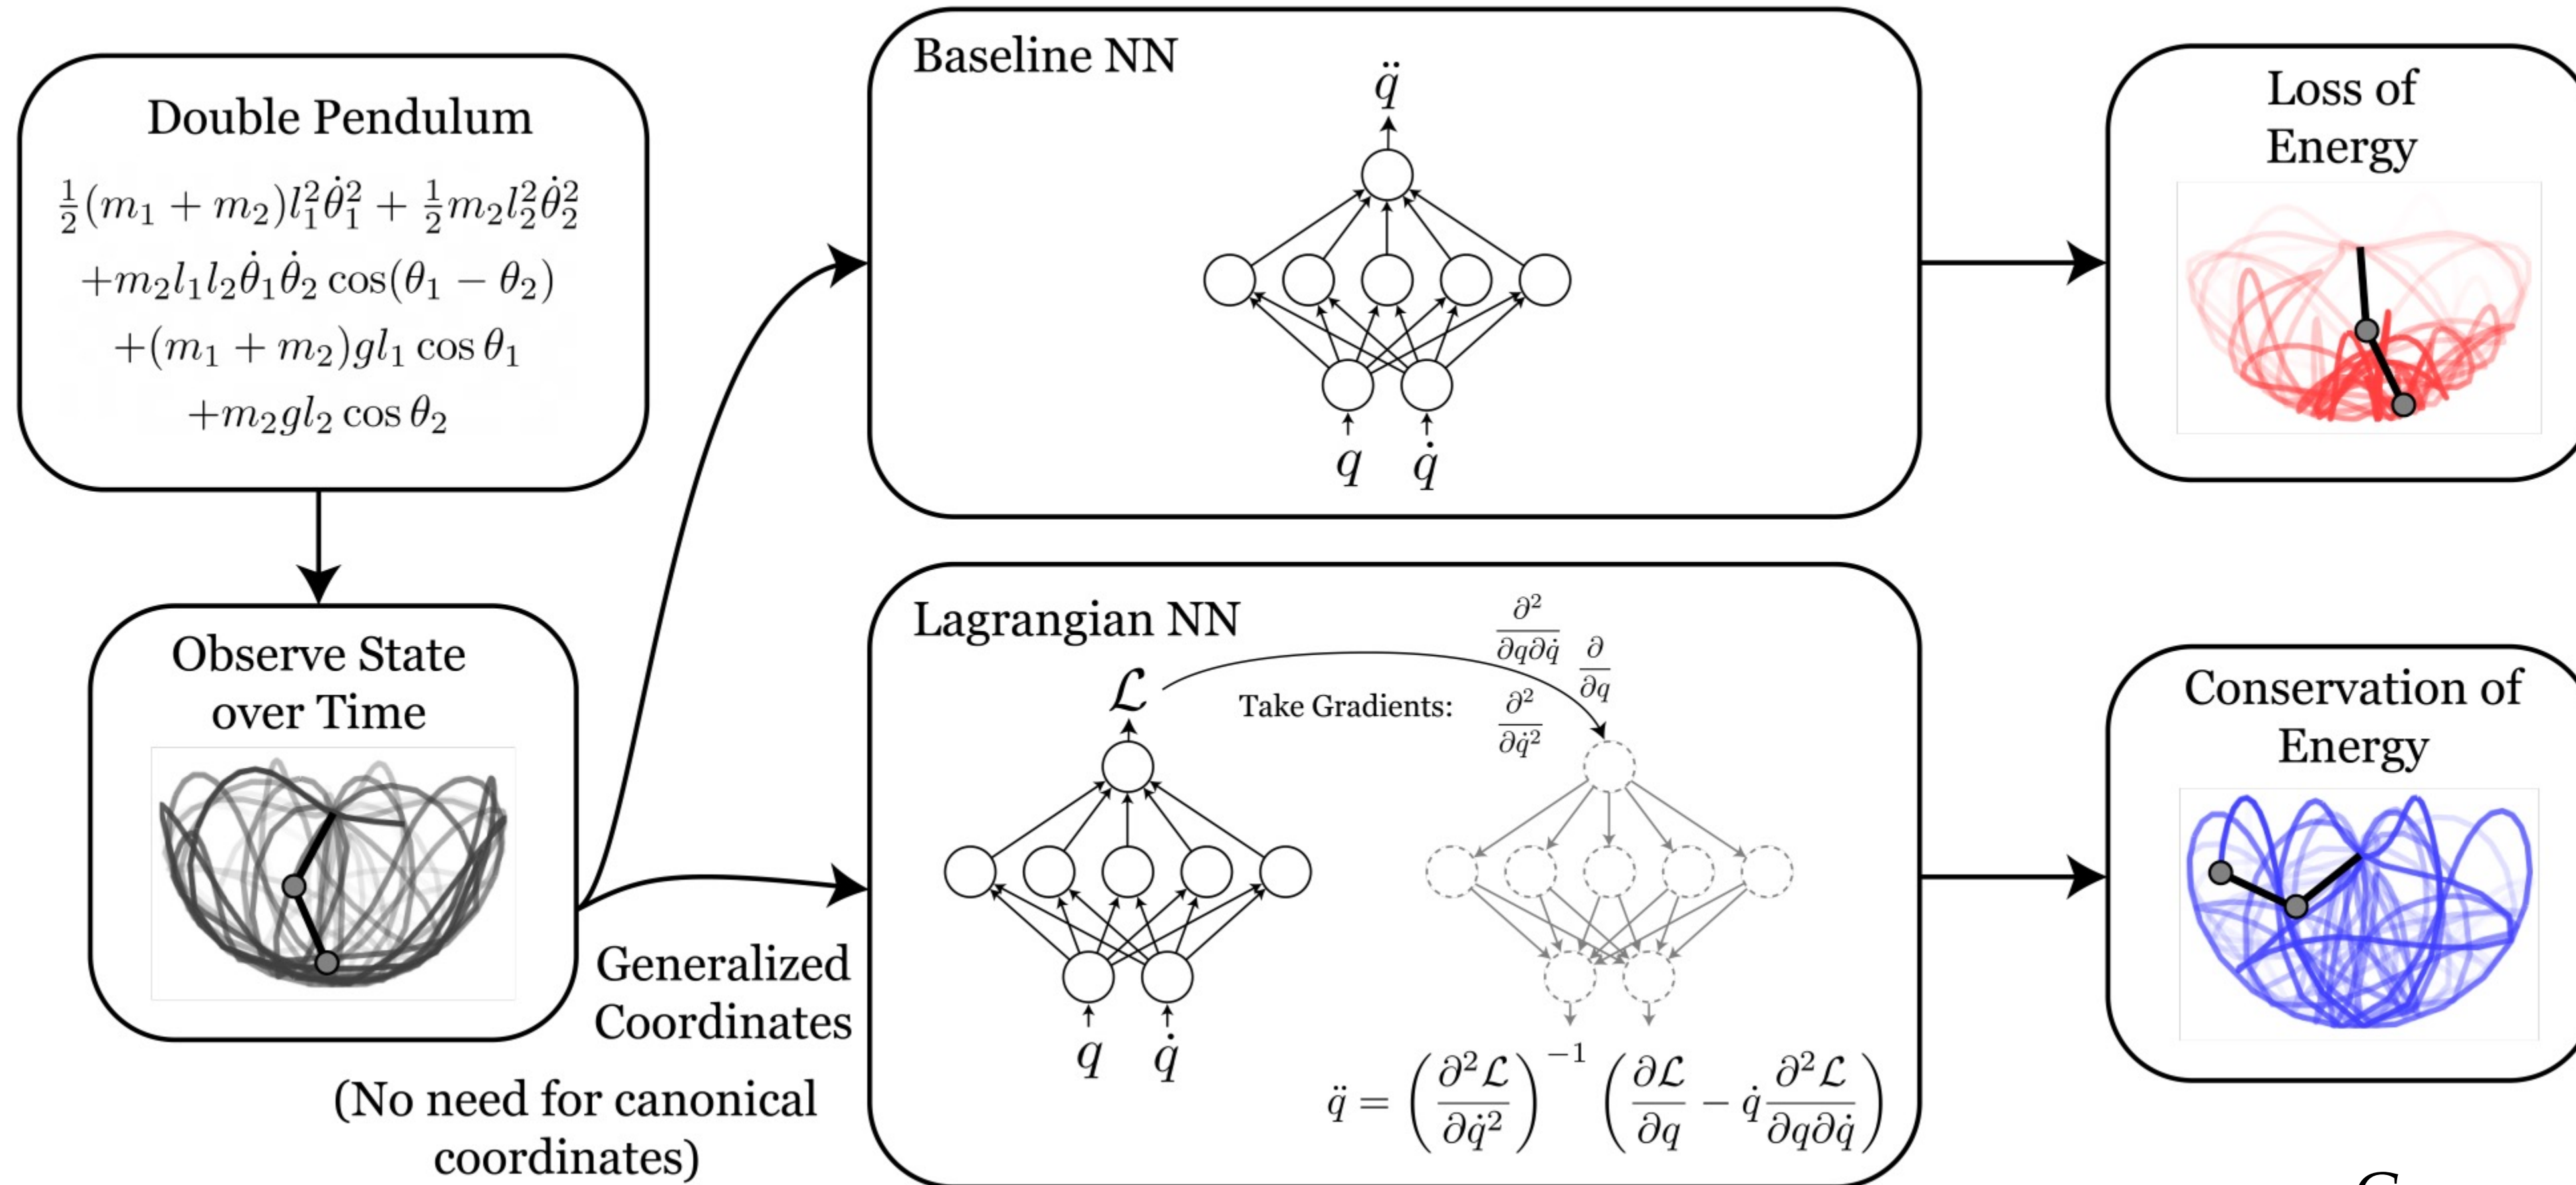 Double Pendulum
½(m₁ + m₂)l₁²θ̇₁² + ½m₂l₂²θ̇₂²
+m₂l₁l₂θ̇₁θ̇₂ cos(θ₁ − θ₂)
+(m₁ + m₂)gl₁ cos θ₁
+m₂gl₂ cos θ₂
Observe State
over Time
Generalized
Coordinates
(No need for canonical
coordinates)
Baseline NN
q̈
q q̇
Loss of
Energy
Lagrangian NN
ℒ
Take Gradients:
∂²/∂q∂q̇ ∂/∂q
∂²/∂q̇²
q q̇
q̈ = (∂²ℒ/∂q̇²)⁻¹ (∂ℒ/∂q − q̇ ∂²ℒ/∂q∂q̇)
Conservation of
Energy